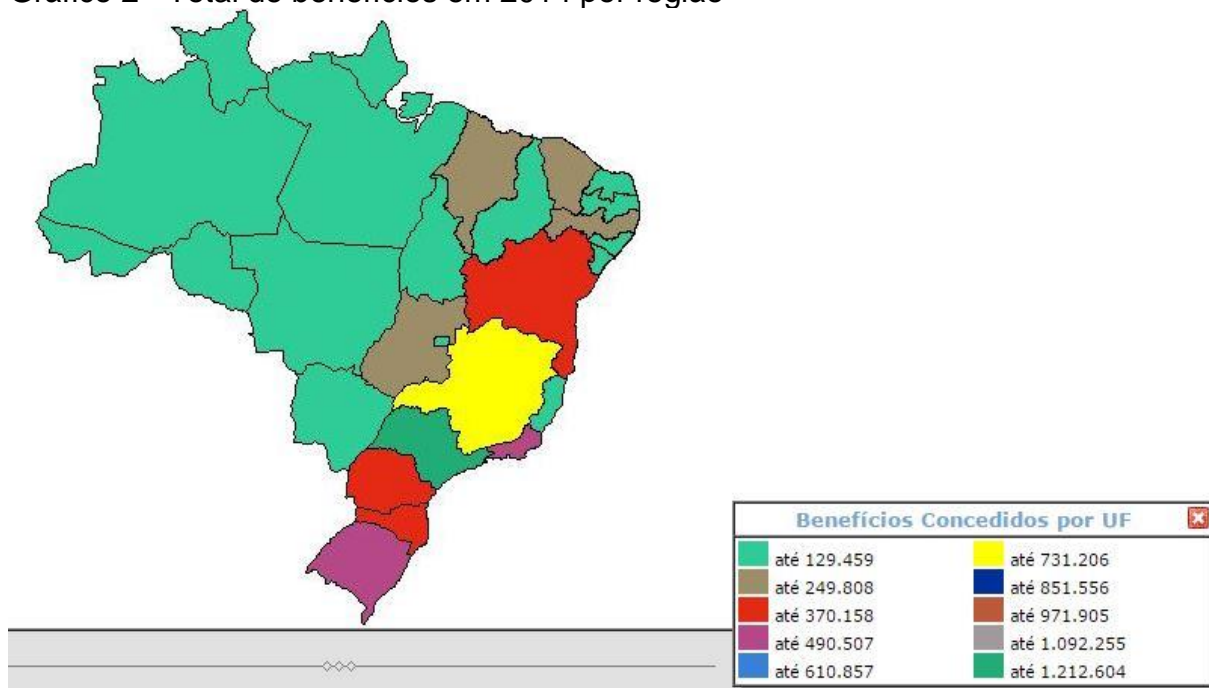 Gráfico 2 - Total de benefícios em 2014 por região
Benefícios Concedidos por UF
até 129.459
até 249.808
até 370.158
até 490.507
até 610.857
até 731.206
até 851.556
até 971.905
até 1.092.255
até 1.212.604